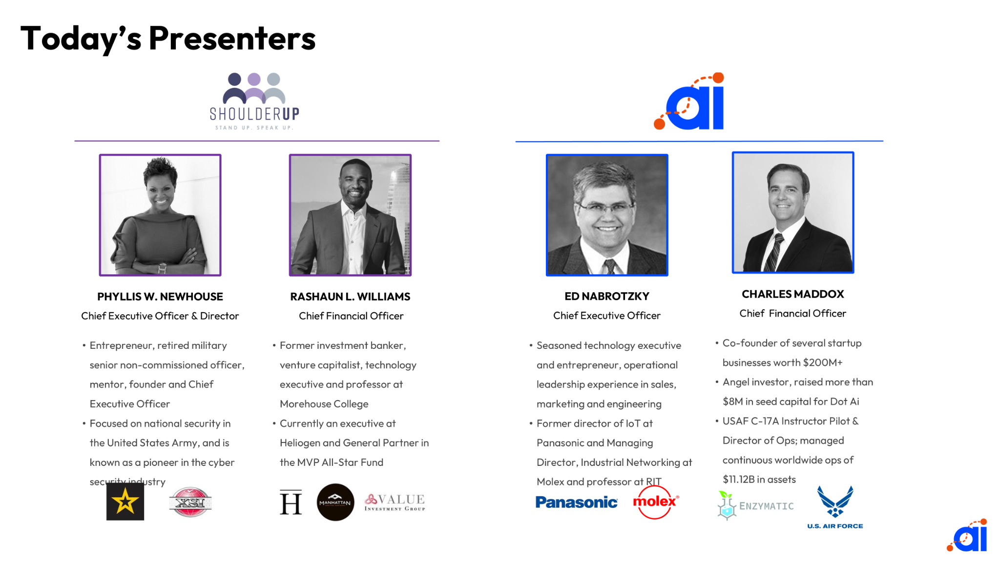 Today's Presenters
SHOULDERUP
STAND UP. SPEAK UP.
.ai
PHYLLIS W. NEWHOUSE
Chief Executive Officer & Director
• Entrepreneur, retired military
senior non-commissioned officer,
mentor, founder and Chief
Executive Officer
• Focused on national security in
the United States Army, and is
known as a pioneer in the cyber
security industry
XSI
RASHAUN L. WILLIAMS
Chief Financial Officer
• Former investment banker,
venture capitalist, technology
executive and professor at
Morehouse College
• Currently an executive at
Heliogen and General Partner in
the MVP All-Star Fund
H
MANHATTAN
VALUE
INVESTMENT GROUP
ED NABROTZKY
Chief Executive Officer
• Seasoned technology executive
and entrepreneur, operational
leadership experience in sales,
marketing and engineering
• Former director of IoT at
Panasonic and Managing
Director, Industrial Networking at
Molex and professor at RIT
Panasonic
molex®
CHARLES MADDOX
Chief Financial Officer
• Co-founder of several startup
businesses worth $200M+
• Angel investor, raised more than
$8M in seed capital for Dot Ai
• USAF C-17A Instructor Pilot &
Director of Ops; managed
continuous worldwide ops of
$11.12B in assets
ENZYMATIC
U.S. AIR FORCE
.ai